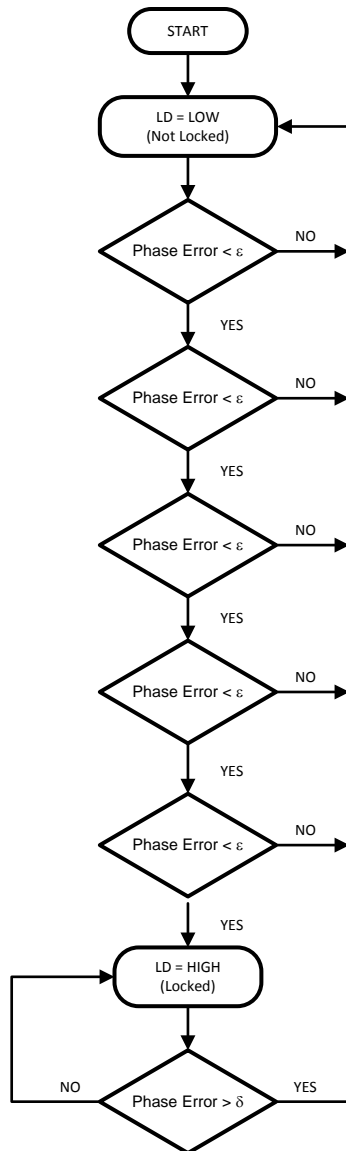 START
LD = LOW
(Not Locked)
Phase Error < ε
NO
YES
Phase Error < ε
NO
YES
Phase Error < ε
NO
YES
Phase Error < ε
NO
YES
Phase Error < ε
NO
YES
LD = HIGH
(Locked)
NO
Phase Error > δ
YES